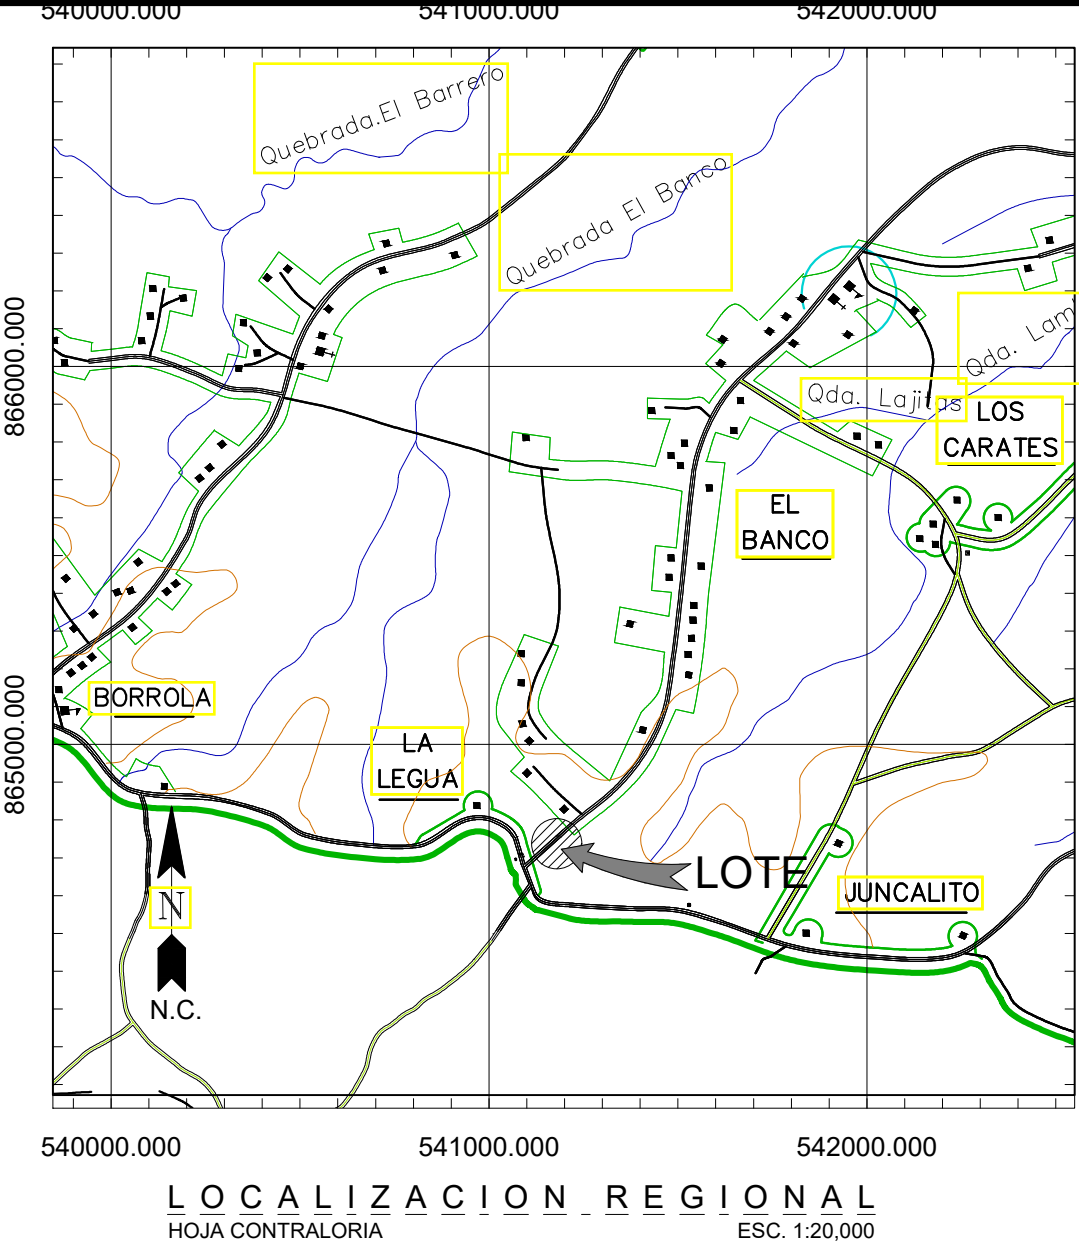 540000.000 541000.000 542000.000
Quebrada.El Barrero
Quebrada El Banco
866000.000
Qda. Lam
Qda. Lajitas
LOS
CARATES
EL
BANCO
865000.000
BORROLA
LA
LEGUA
LOTE
JUNCALITO
N
N.C.
540000.000 541000.000 542000.000
LOCALIZACION REGIONAL
HOJA CONTRALORIA ESC. 1:20,000